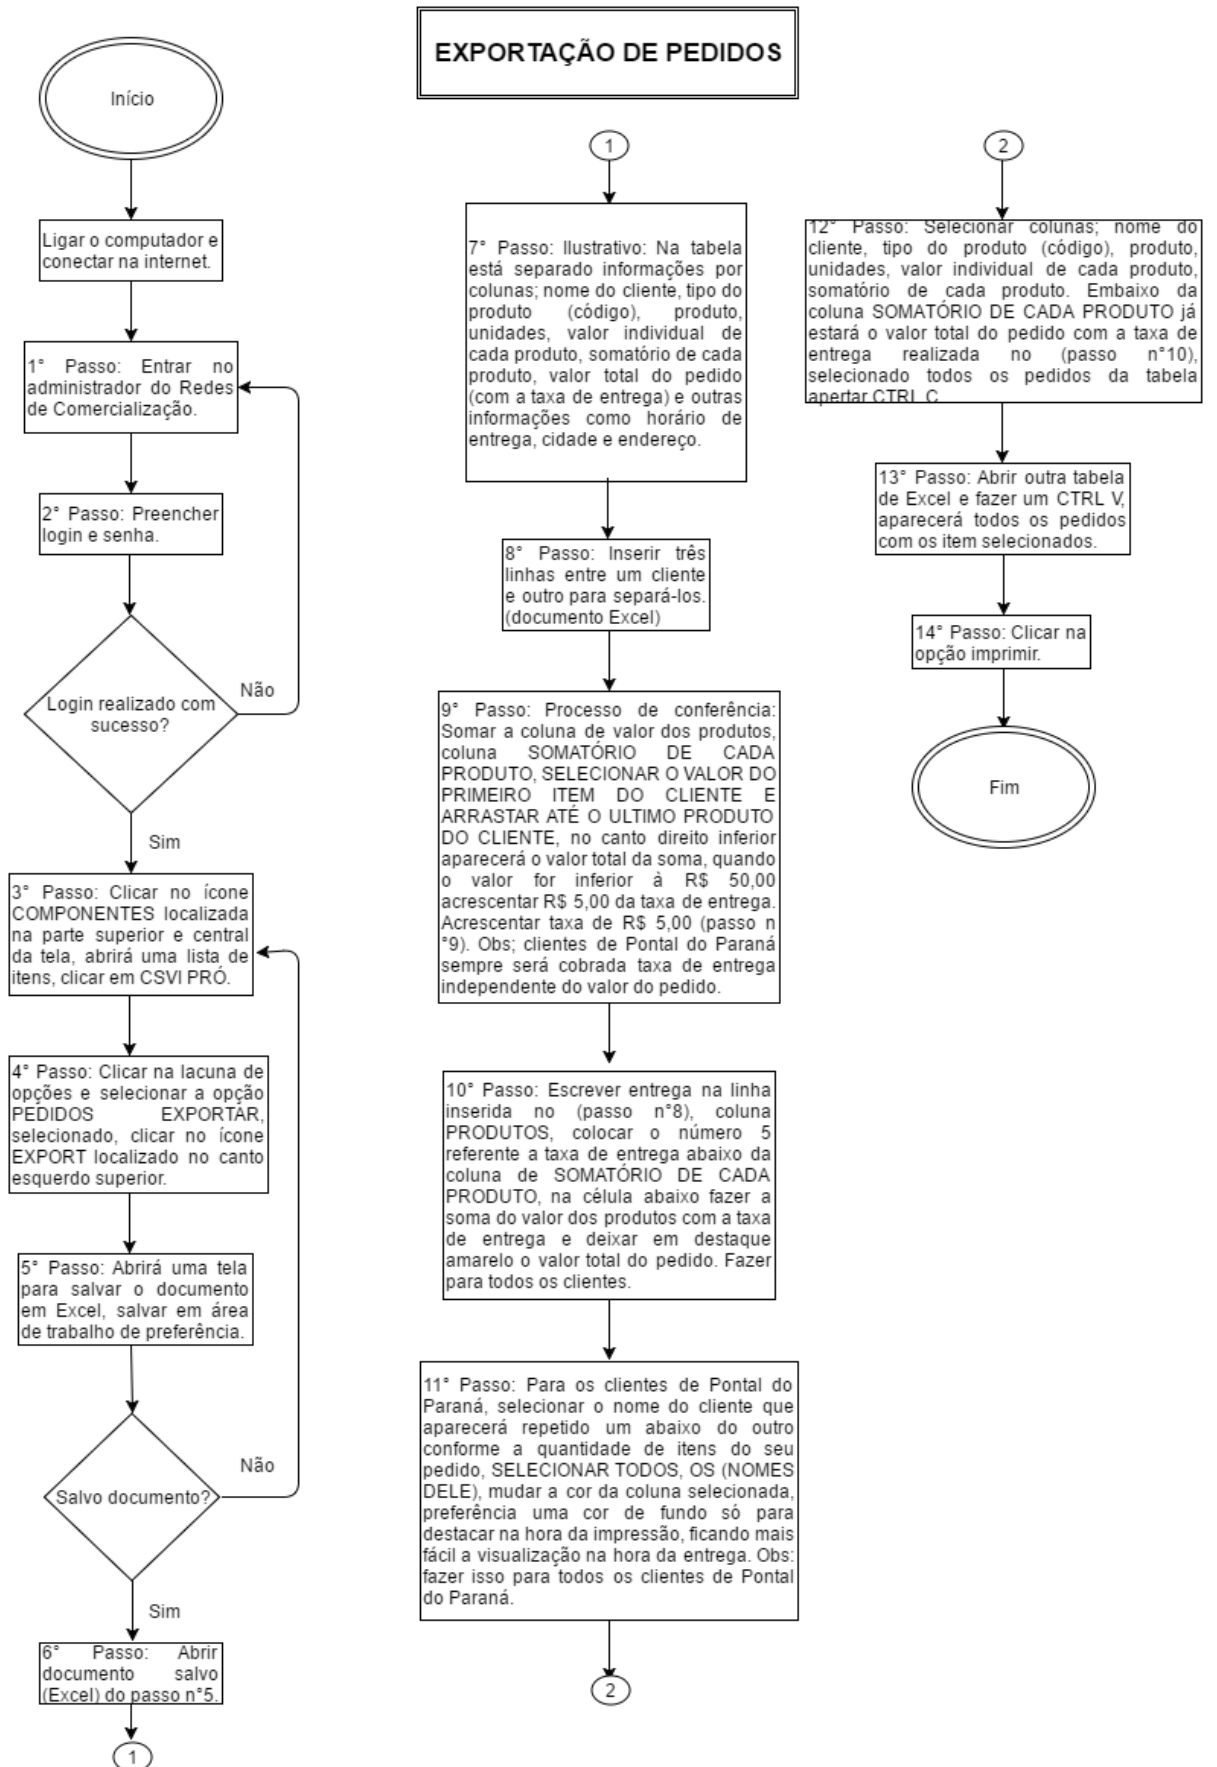 EXPORTAÇÃO DE PEDIDOS
Início
Ligar o computador e
conectar na internet.
1° Passo: Entrar no
administrador do Redes
de Comercialização.
2° Passo: Preencher
login e senha.
Login realizado com
sucesso?
Não
Sim
3° Passo: Clicar no ícone
COMPONENTES localizada
na parte superior e central
da tela, abrirá uma lista de
itens, clicar em CSVI PRÓ.
4° Passo: Clicar na lacuna de
opções e selecionar a opção
PEDIDOS EXPORTAR,
selecionado, clicar no ícone
EXPORT localizado no canto
esquerdo superior.
5° Passo: Abrirá uma tela
para salvar o documento
em Excel, salvar em área
de trabalho de preferência.
Salvo documento?
Não
Sim
6° Passo: Abrir
documento salvo
(Excel) do passo n°5.
1
1
7° Passo: Ilustrativo: Na tabela
está separado informações por
colunas; nome do cliente, tipo do
produto (código), produto,
unidades, valor individual de
cada produto, somatório de cada
produto, valor total do pedido
(com a taxa de entrega) e outras
informações como horário de
entrega, cidade e endereço.
8° Passo: Inserir três
linhas entre um cliente
e outro para separá-los.
(documento Excel)
9° Passo: Processo de conferência:
Somar a coluna de valor dos produtos,
coluna SOMATÓRIO DE CADA
PRODUTO, SELECIONAR O VALOR DO
PRIMEIRO ITEM DO CLIENTE E
ARRASTAR ATÉ O ULTIMO PRODUTO
DO CLIENTE, no canto direito inferior
aparecerá o valor total da soma, quando
o valor for inferior à R$ 50,00
acrescentar R$ 5,00 da taxa de entrega.
Acrescentar taxa de R$ 5,00 (passo n
°9). Obs; clientes de Pontal do Paraná
sempre será cobrada taxa de entrega
independente do valor do pedido.
10° Passo: Escrever entrega na linha
inserida no (passo n°8), coluna
PRODUTOS, colocar o número 5
referente a taxa de entrega abaixo da
coluna de SOMATÓRIO DE CADA
PRODUTO, na célula abaixo fazer a
soma do valor dos produtos com a taxa
de entrega e deixar em destaque
amarelo o valor total do pedido. Fazer
para todos os clientes.
11° Passo: Para os clientes de Pontal do
Paraná, selecionar o nome do cliente que
aparecerá repetido um abaixo do outro
conforme a quantidade de itens do seu
pedido, SELECIONAR TODOS, OS (NOMES
DELE), mudar a cor da coluna selecionada,
preferência uma cor de fundo só para
destacar na hora da impressão, ficando mais
fácil a visualização na hora da entrega. Obs:
fazer isso para todos os clientes de Pontal
do Paraná.
2
2
12° Passo: Selecionar colunas; nome do
cliente, tipo do produto (código), produto,
unidades, valor individual de cada produto,
somatório de cada produto. Embaixo da
coluna SOMATÓRIO DE CADA PRODUTO já
estará o valor total do pedido com a taxa de
entrega realizada no (passo n°10),
selecionado todos os pedidos da tabela
apertar CTRL C
13° Passo: Abrir outra tabela
de Excel e fazer um CTRL V,
aparecerá todos os pedidos
com os item selecionados.
14° Passo: Clicar na
opção imprimir.
Fim